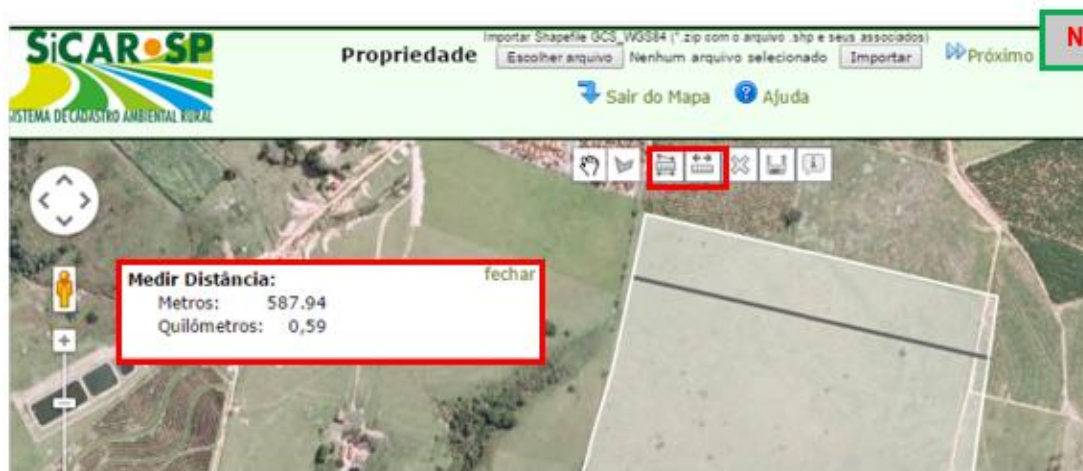 SiCAR SP
SISTEMA DE CADASTRO AMBIENTAL RURAL
Propriedade
Importar Shapefile GCS_WGS84 (*.zip com o arquivo .shp e seus associados)
Escolher arquivo Nenhum arquivo selecionado Importar
Próximo
N
Sair do Mapa Ajuda
Medir Distância: fechar
Metros: 587.94
Quilómetros: 0,59